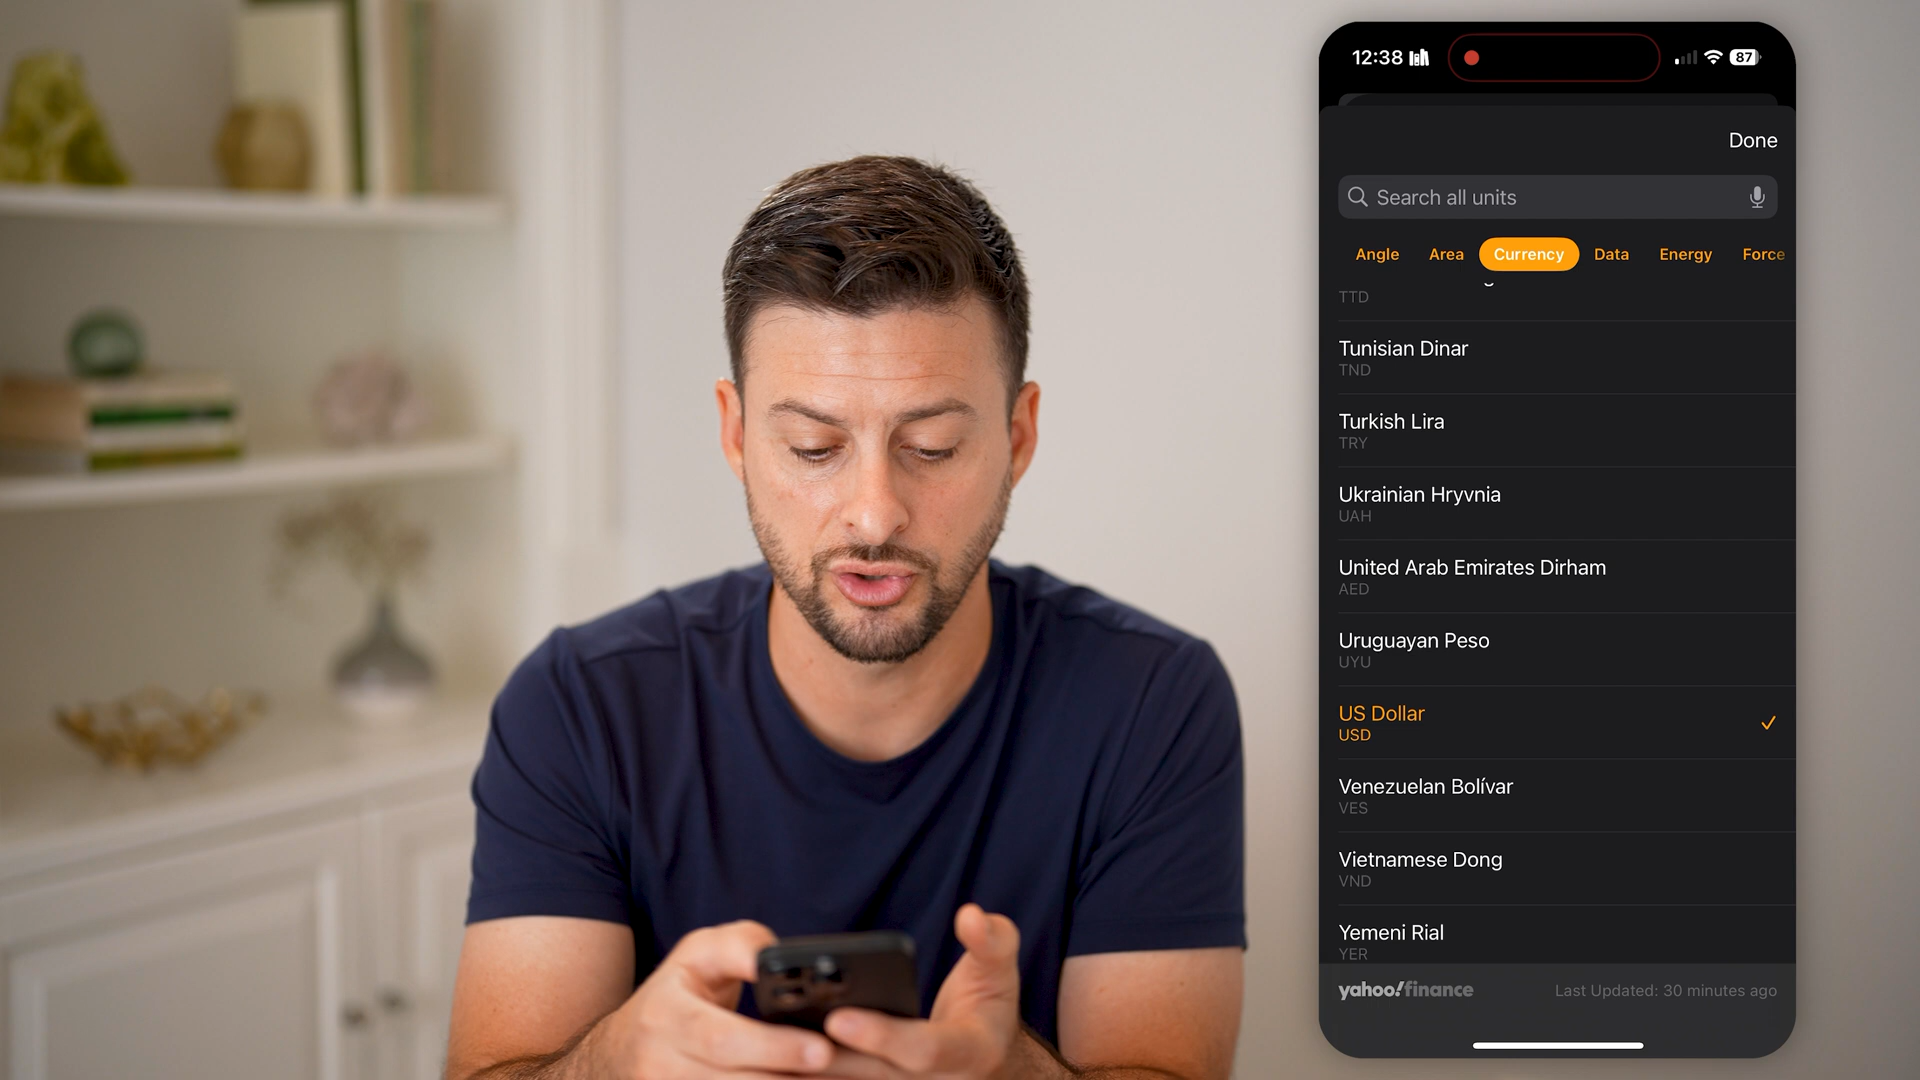 12:38
87
Done
Search all units
Angle Area Currency Data Energy Force
TTD
Tunisian Dinar
TND
Turkish Lira
TRY
Ukrainian Hryvnia
UAH
United Arab Emirates Dirham
AED
Uruguayan Peso
UYU
US Dollar
USD
Venezuelan Bolívar
VES
Vietnamese Dong
VND
Yemeni Rial
YER
yahoo!finance Last Updated: 30 minutes ago